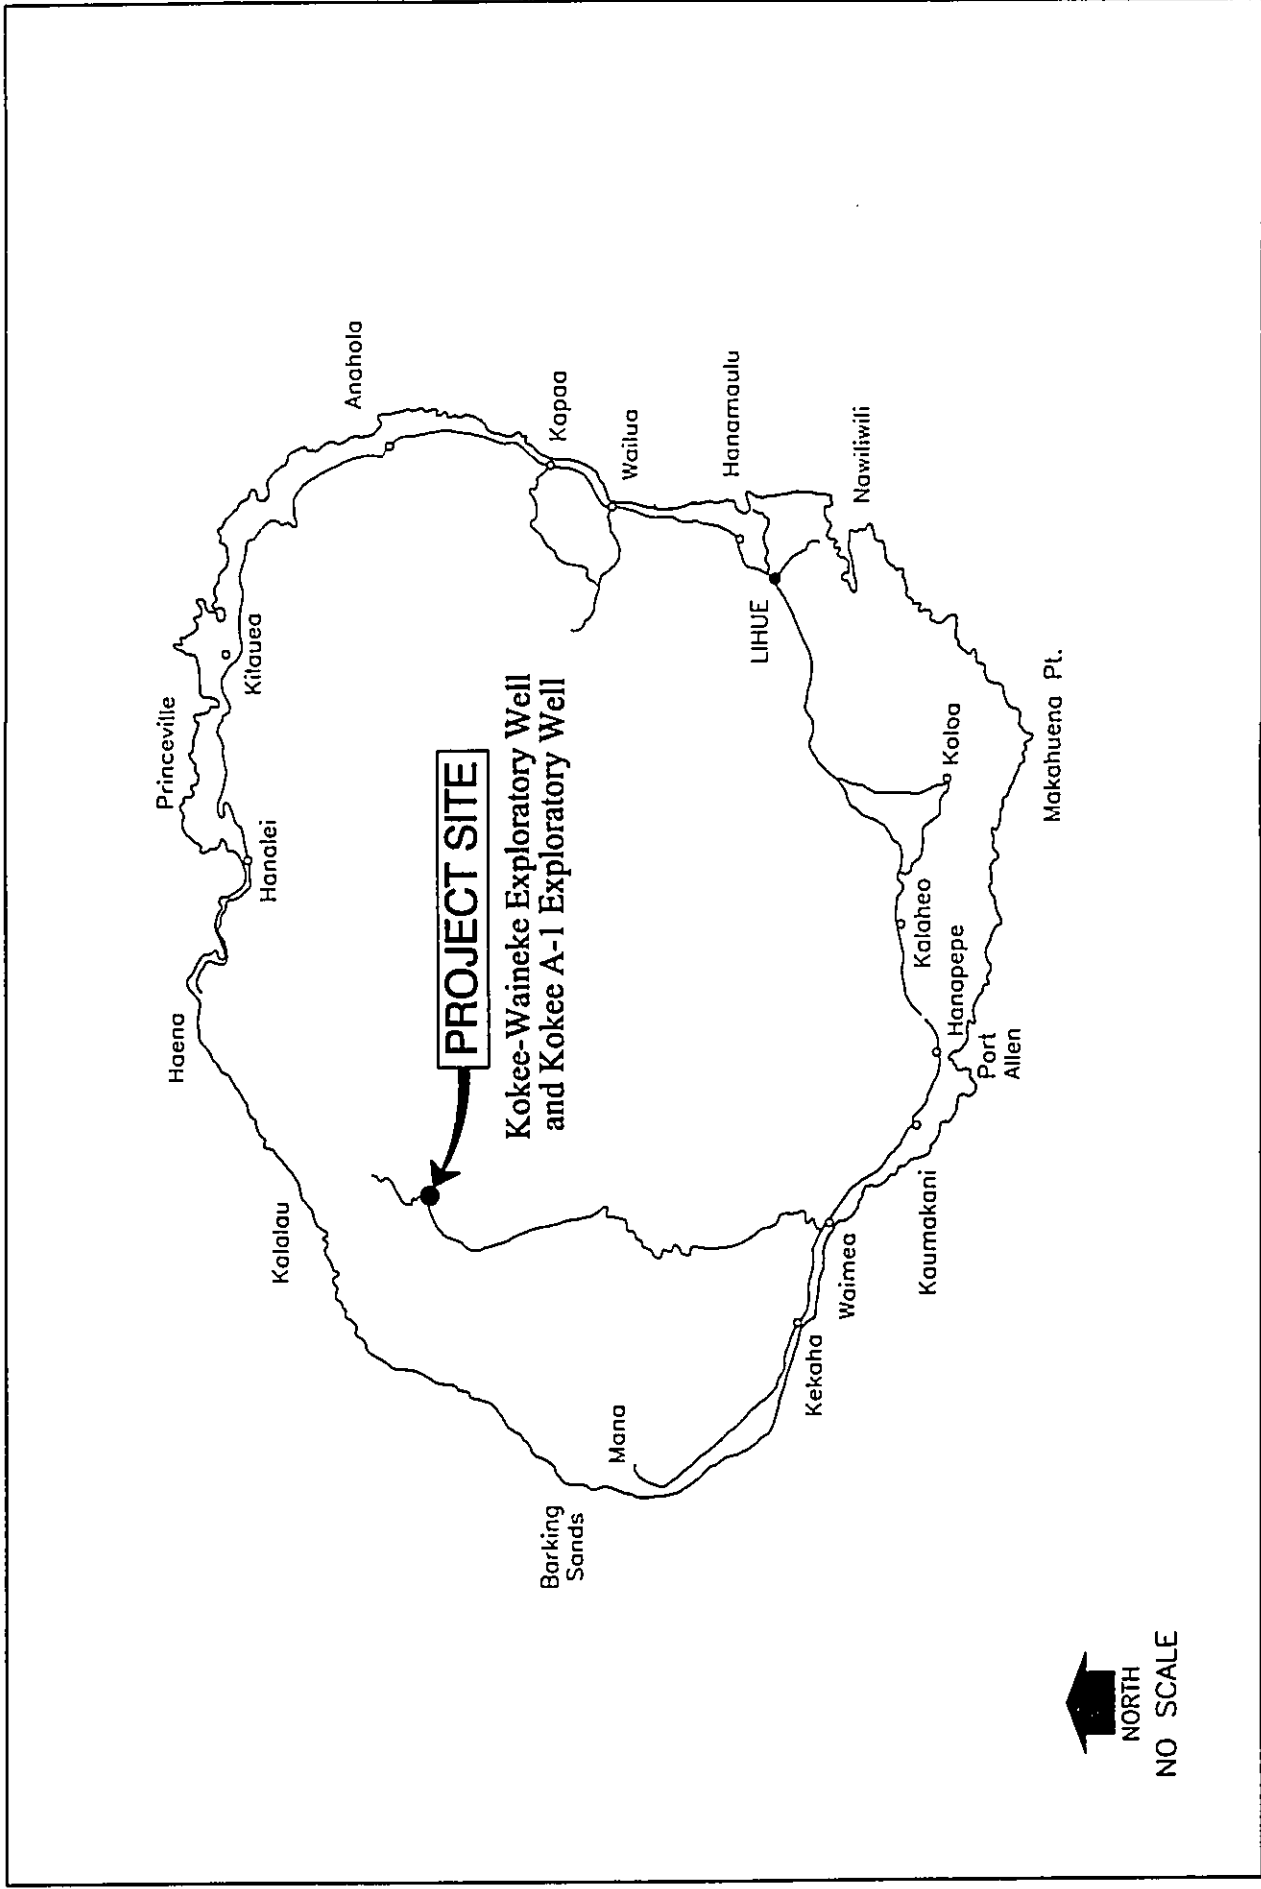 Princeville
Haena
Kilauea
Hanalei
Anahola
Kalalau
PROJECT SITE
Kokee-Waineke Exploratory Well
and Kokee A-1 Exploratory Well
Kapaa
Wailua
Barking
Sands
Mana
Hanamaulu
LIHUE
Nawiliwili
Kekaha
Waimea
Koloa
Kalaheo
Kaumakani
Hanapepe
Port
Allen
Makahuena Pt.
NORTH
NO SCALE